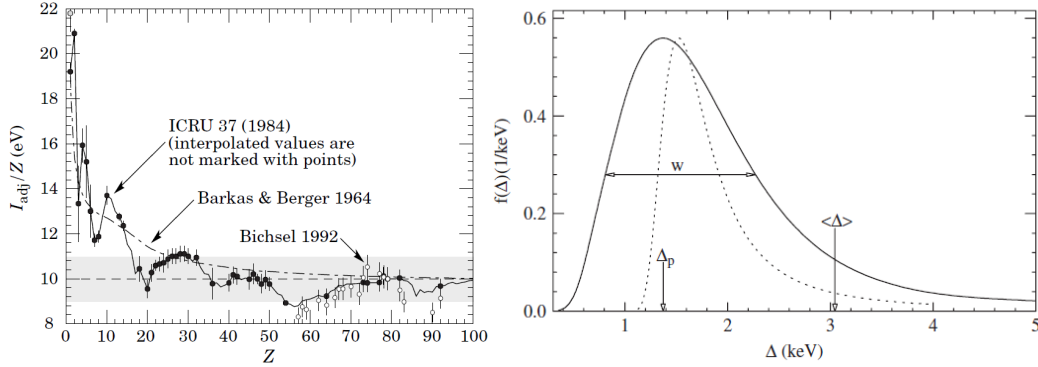 22
20
18
16
14
12
10
8
I_adj/Z (eV)
ICRU 37 (1984)
(interpolated values are
not marked with points)
Barkas & Berger 1964
Bichsel 1992
0 10 20 30 40 50 60 70 80 90 100
Z
0.6
0.4
0.2
0.0
f(Δ)(1/keV)
w
<Δ>
Δp
1 2 3 4 5
Δ (keV)